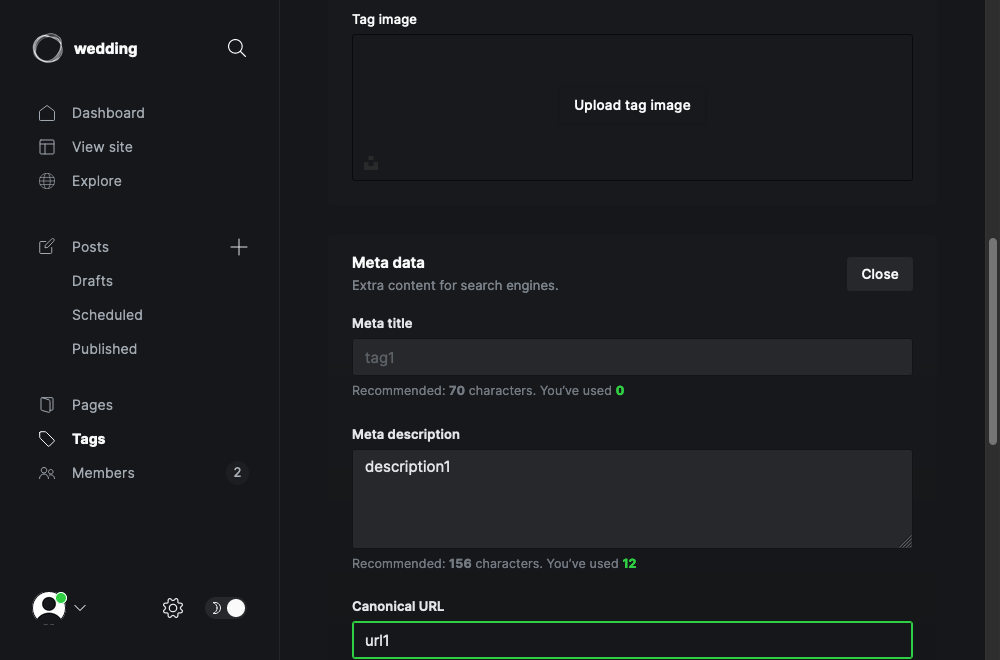 wedding
Dashboard
View site
Explore
Posts
Drafts
Scheduled
Published
Pages
Tags
Members 2
Tag image
Upload tag image
Meta data
Extra content for search engines.
Close
Meta title
tag1
Recommended: 70 characters. You’ve used 0
Meta description
description1
Recommended: 156 characters. You’ve used 12
Canonical URL
url1